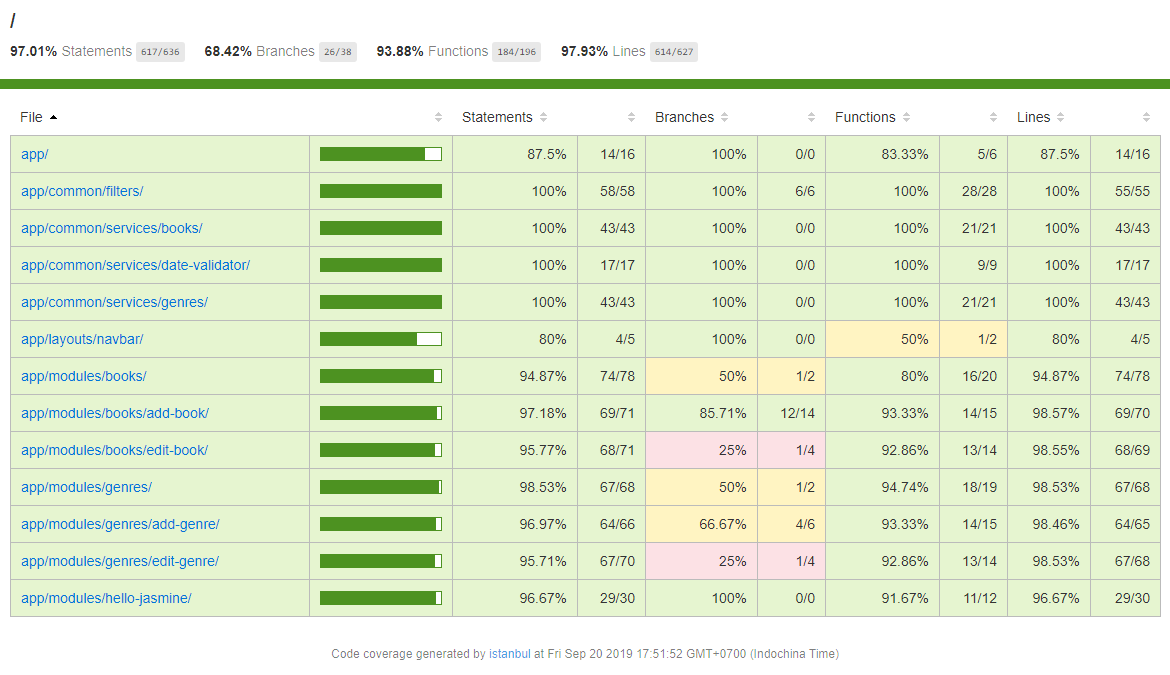 /
97.01% Statements 617/636 68.42% Branches 26/38 93.88% Functions 184/196 97.93% Lines 614/627
File Statements Branches Functions Lines
app/ 87.5% 14/16 100% 0/0 83.33% 5/6 87.5% 14/16
app/common/filters/ 100% 58/58 100% 6/6 100% 28/28 100% 55/55
app/common/services/books/ 100% 43/43 100% 0/0 100% 21/21 100% 43/43
app/common/services/date-validator/ 100% 17/17 100% 0/0 100% 9/9 100% 17/17
app/common/services/genres/ 100% 43/43 100% 0/0 100% 21/21 100% 43/43
app/layouts/navbar/ 80% 4/5 100% 0/0 50% 1/2 80% 4/5
app/modules/books/ 94.87% 74/78 50% 1/2 80% 16/20 94.87% 74/78
app/modules/books/add-book/ 97.18% 69/71 85.71% 12/14 93.33% 14/15 98.57% 69/70
app/modules/books/edit-book/ 95.77% 68/71 25% 1/4 92.86% 13/14 98.55% 68/69
app/modules/genres/ 98.53% 67/68 50% 1/2 94.74% 18/19 98.53% 67/68
app/modules/genres/add-genre/ 96.97% 64/66 66.67% 4/6 93.33% 14/15 98.46% 64/65
app/modules/genres/edit-genre/ 95.71% 67/70 25% 1/4 92.86% 13/14 98.53% 67/68
app/modules/hello-jasmine/ 96.67% 29/30 100% 0/0 91.67% 11/12 96.67% 29/30
Code coverage generated by istanbul at Fri Sep 20 2019 17:51:52 GMT+0700 (Indochina Time)